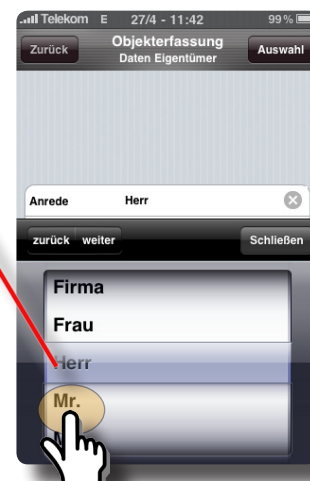 Telekom E 27/4 - 11:42 99 %
Zurück Objekterfassung Auswahl
Daten Eigentümer
Anrede Herr
zurück weiter Schließen
Firma
Frau
Herr
Mr.